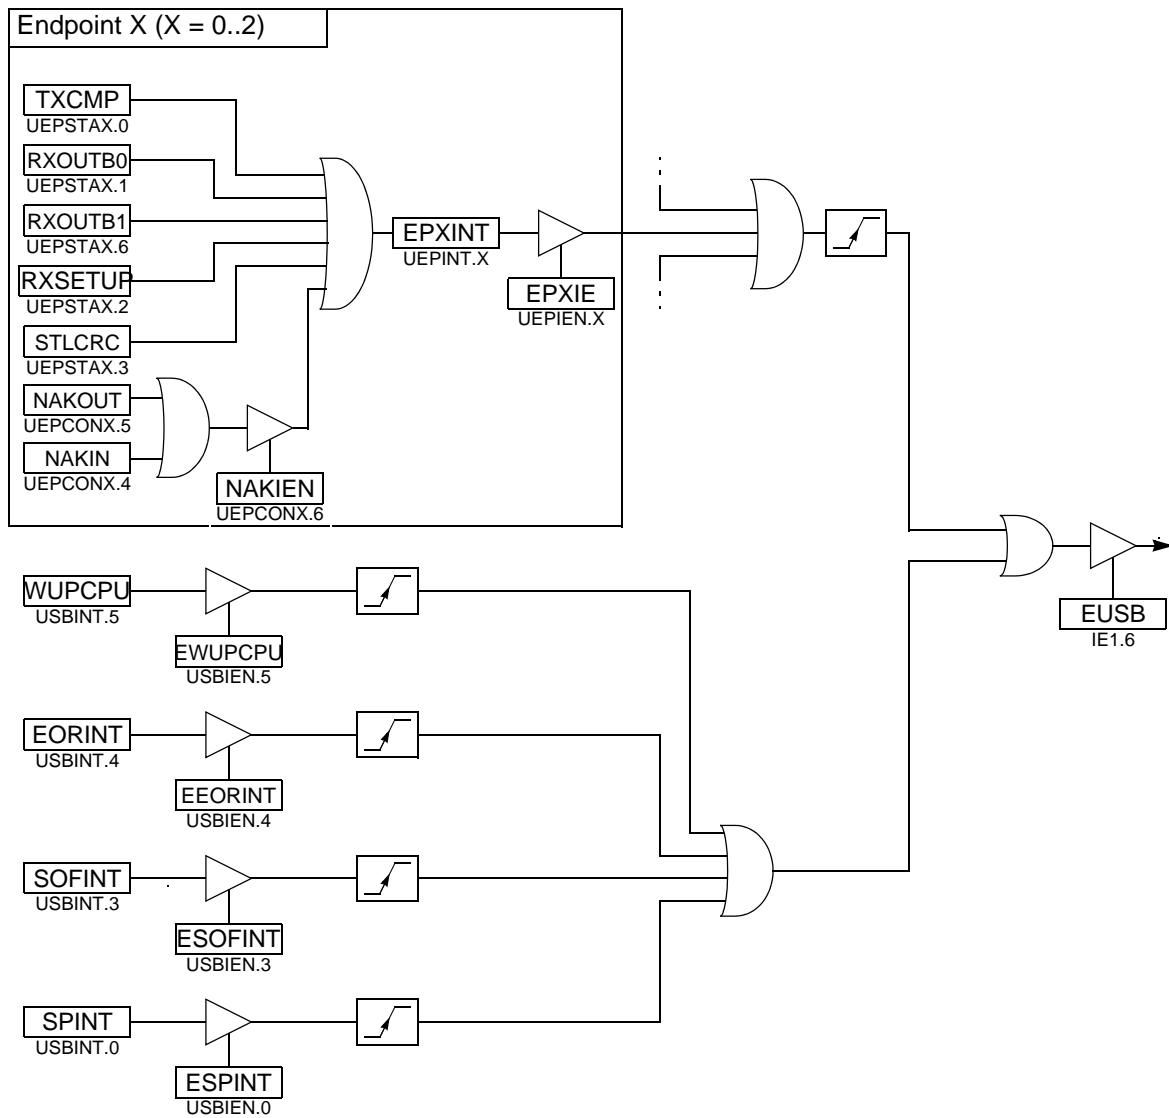 Endpoint X (X = 0..2)
TXCMP
UEPSTAX.0
RXOUTB0
UEPSTAX.1
RXOUTB1
UEPSTAX.6
EPXINT
UEPINT.X
RXSETUP
UEPSTAX.2
EPXIE
UEPIEN.X
STLCRC
UEPSTAX.3
NAKOUT
UEPCONX.5
NAKIN
UEPCONX.4
NAKIEN
UEPCONX.6
WUPCPU
USBINT.5
EUSB
IE1.6
EWUPCPU
USBIEN.5
EORINT
USBINT.4
EEORINT
USBIEN.4
SOFINT
USBINT.3
ESOFINT
USBIEN.3
SPINT
USBINT.0
ESPINT
USBIEN.0